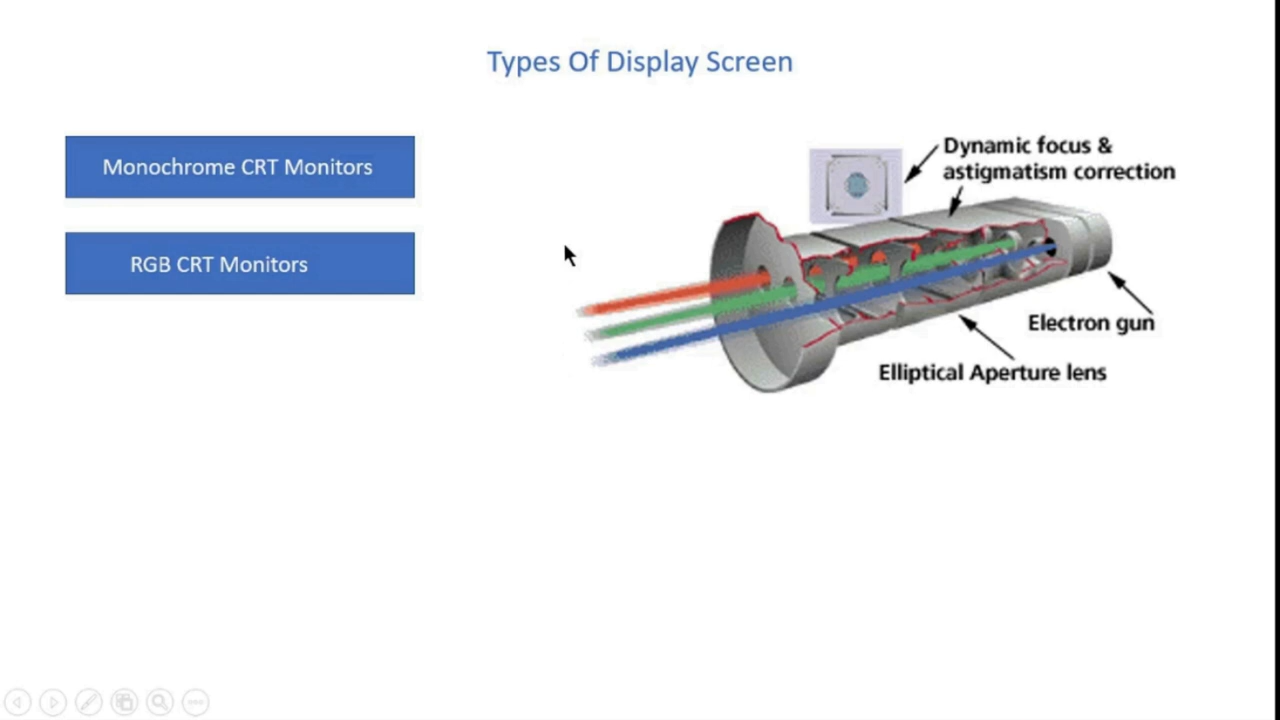 Types Of Display Screen
Monochrome CRT Monitors
RGB CRT Monitors
Dynamic focus &
astigmatism correction
Electron gun
Elliptical Aperture lens